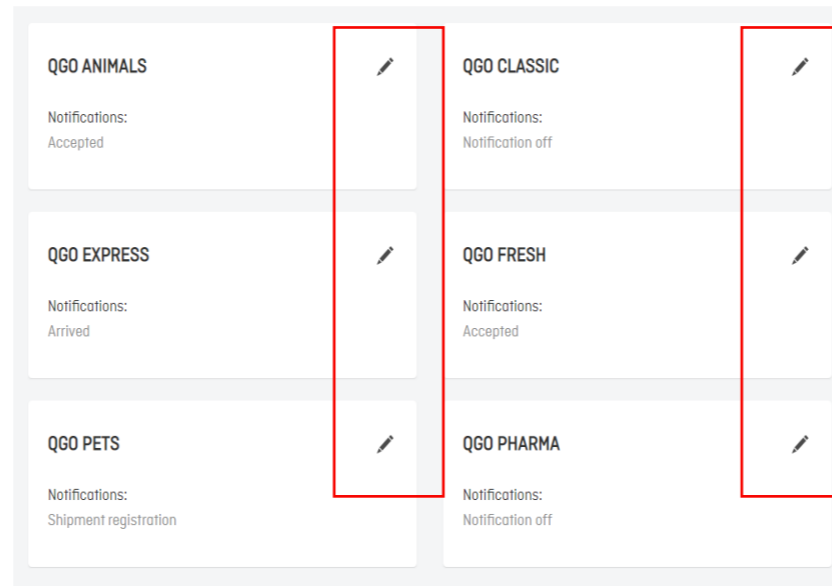 QGO ANIMALS
Notifications:
Accepted
QGO CLASSIC
Notifications:
Notification off
QGO EXPRESS
Notifications:
Arrived
QGO FRESH
Notifications:
Accepted
QGO PETS
Notifications:
Shipment registration
QGO PHARMA
Notifications:
Notification off